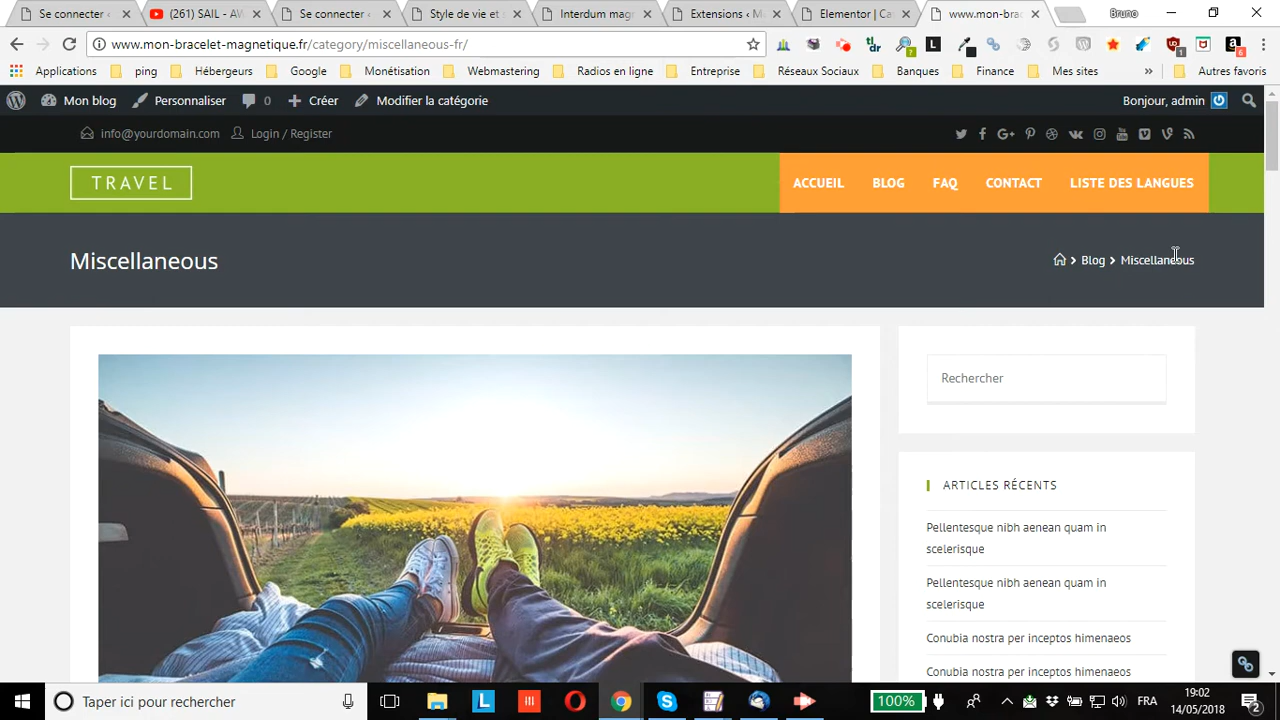 Se connecter ‹
(261) SAIL - AW
Se connecter ‹
Style de vie et
Interdum mag
Extensions ‹ M
Elementor | Ca
www.mon-brac
Bruno
www.mon-bracelet-magnetique.fr/category/miscellaneous-fr/
Applications ping Hébergeurs Google Monétisation Webmastering Radios en ligne Entreprise Réseaux Sociaux Banques Finance Mes sites » Autres favoris
Mon blog Personnaliser 0 Créer Modifier la catégorie Bonjour, admin
info@yourdomain.com Login / Register
TRAVEL ACCUEIL BLOG FAQ CONTACT LISTE DES LANGUES
Miscellaneous Blog Miscellaneous
Rechercher
ARTICLES RÉCENTS
Pellentesque nibh aenean quam in
scelerisque
Pellentesque nibh aenean quam in
scelerisque
Conubia nostra per inceptos himenaeos
Conubia nostra per inceptos himenaeos
Taper ici pour rechercher 100% FRA 19:02
14/05/2018 2